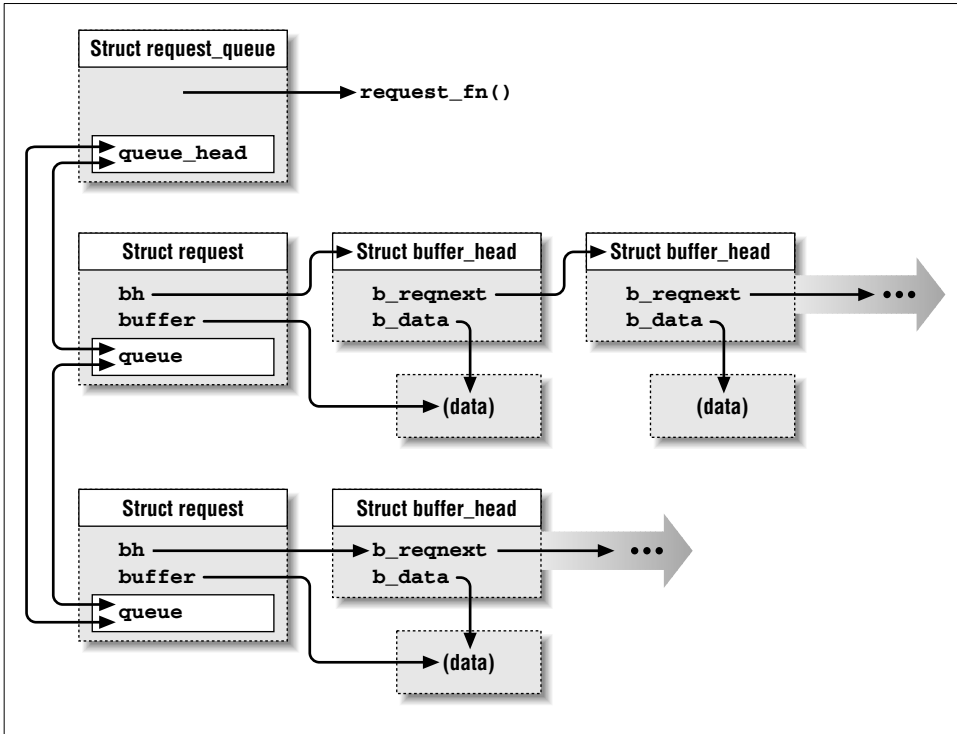 Struct request_queue
request_fn()
queue_head
Struct request
bh
buffer
queue
Struct buffer_head
b_reqnext
b_data
(data)
Struct buffer_head
b_reqnext
b_data
(data)
•••
Struct request
bh
buffer
queue
Struct buffer_head
b_reqnext
b_data
(data)
•••